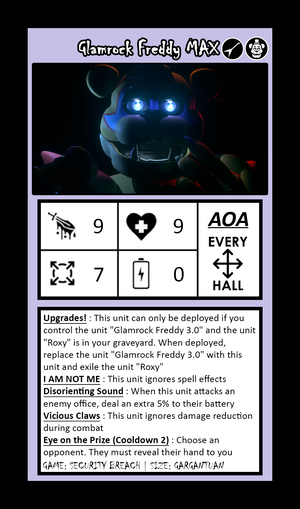 Glamrock Freddy MAX
9
9
AOA
EVERY
HALL
7
0
Upgrades! : This unit can only be deployed if you
control the unit "Glamrock Freddy 3.0" and the unit
"Roxy" is in your graveyard. When deployed,
replace the unit "Glamrock Freddy 3.0" with this
unit and exile the unit "Roxy"
I AM NOT ME : This unit ignores spell effects
Disorienting Sound : When this unit attacks an
enemy office, deal an extra 5% to their battery
Vicious Claws : This unit ignores damage reduction
during combat
Eye on the Prize (Cooldown 2) : Choose an
opponent. They must reveal their hand to you
GAME: SECURITY BREACH | SIZE: GARGANTUAN